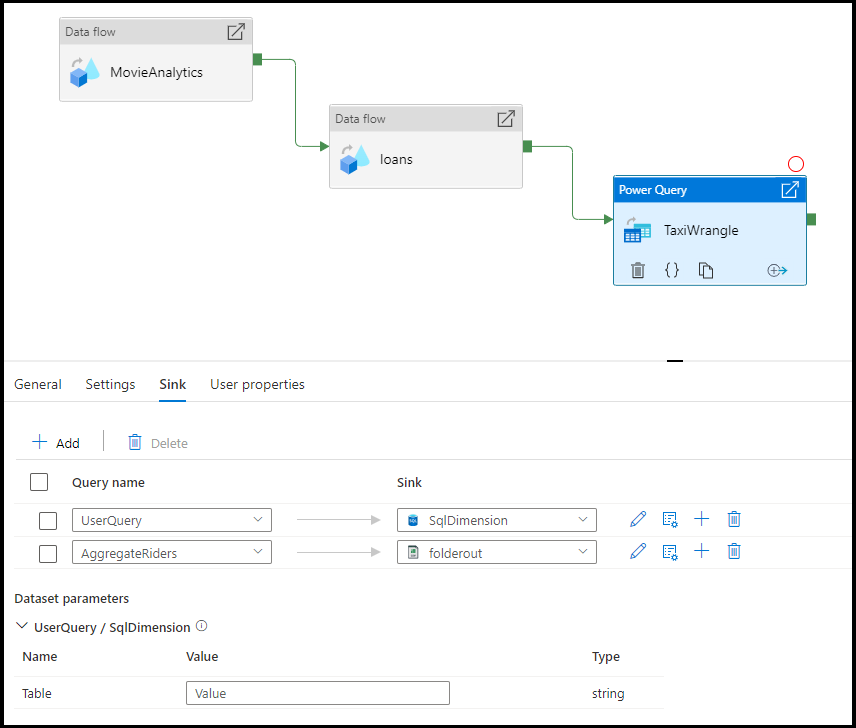 Data flow
MovieAnalytics
Data flow
loans
Power Query
TaxiWrangle
General Settings Sink User properties
Add Delete
Query name Sink
UserQuery SqlDimension
AggregateRiders folderout
Dataset parameters
UserQuery / SqlDimension
Name Value Type
Table Value string